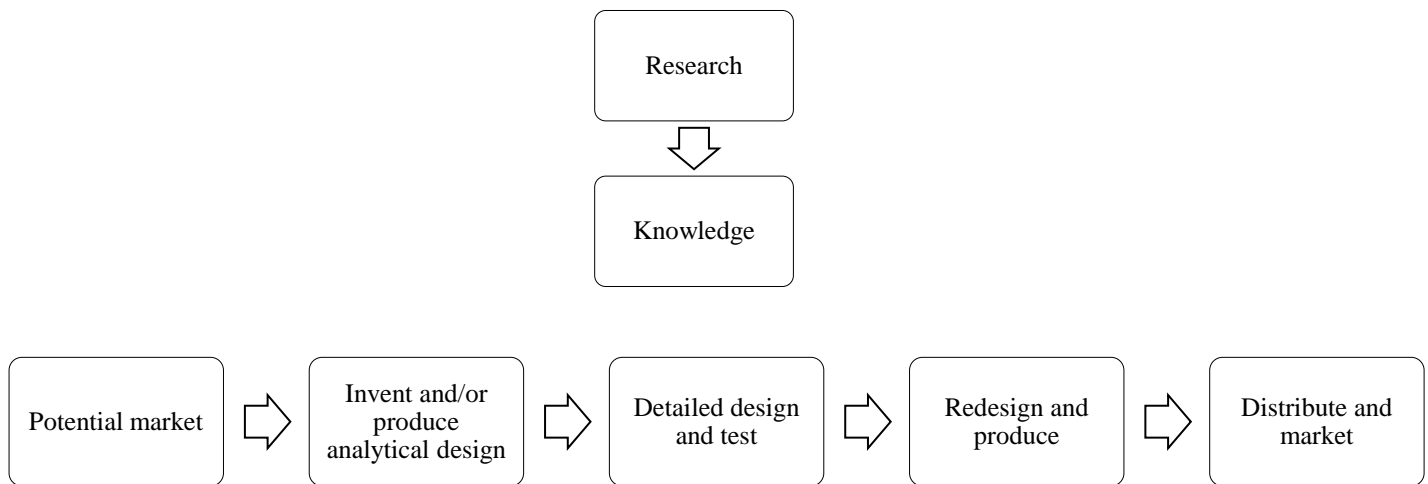 Research
Knowledge
Potential market
Invent and/or
produce
analytical design
Detailed design
and test
Redesign and
produce
Distribute and
market